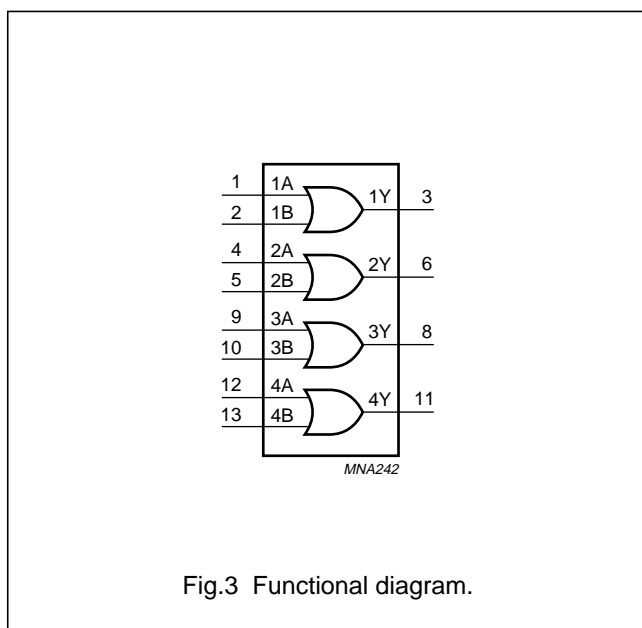 1 1A 1Y 3
2 1B
4 2A 2Y 6
5 2B
9 3A 3Y 8
10 3B
12 4A 4Y 11
13 4B
MNA242
Fig.3 Functional diagram.